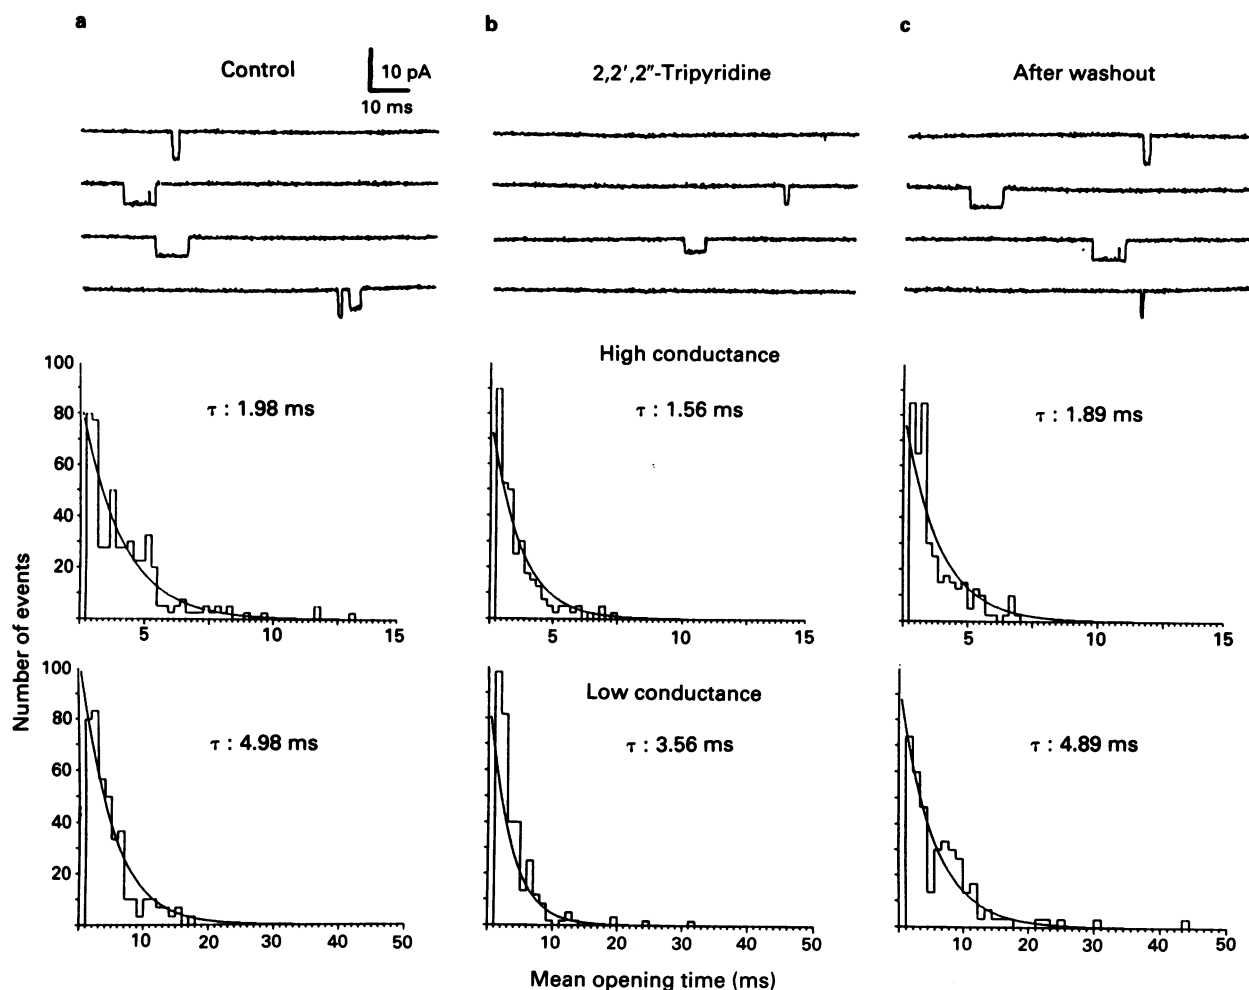 a
b
c
Control
10 pA
10 ms
2,2',2"-Tripyridine
After washout
High conductance
100
80
60
40
20
τ : 1.98 ms
τ : 1.56 ms
τ : 1.89 ms
5 10 15
5 10 15
5 10 15
Number of events
Low conductance
100
80
60
40
20
τ : 4.98 ms
τ : 3.56 ms
τ : 4.89 ms
10 20 30 40 50
10 20 30 40 50
10 20 30 40 50
Mean opening time (ms)